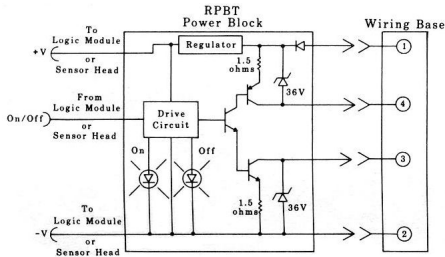 RPBT
Power Block
Wiring Base
To
Logic Module
or
Sensor Head
+V
Regulator
1
1.5
ohms
36V
From
Logic Module
or
Sensor Head
On/Off
Drive
Circuit
4
On
Off
3
1.5
ohms
36V
To
Logic Module
or
Sensor Head
-V
2